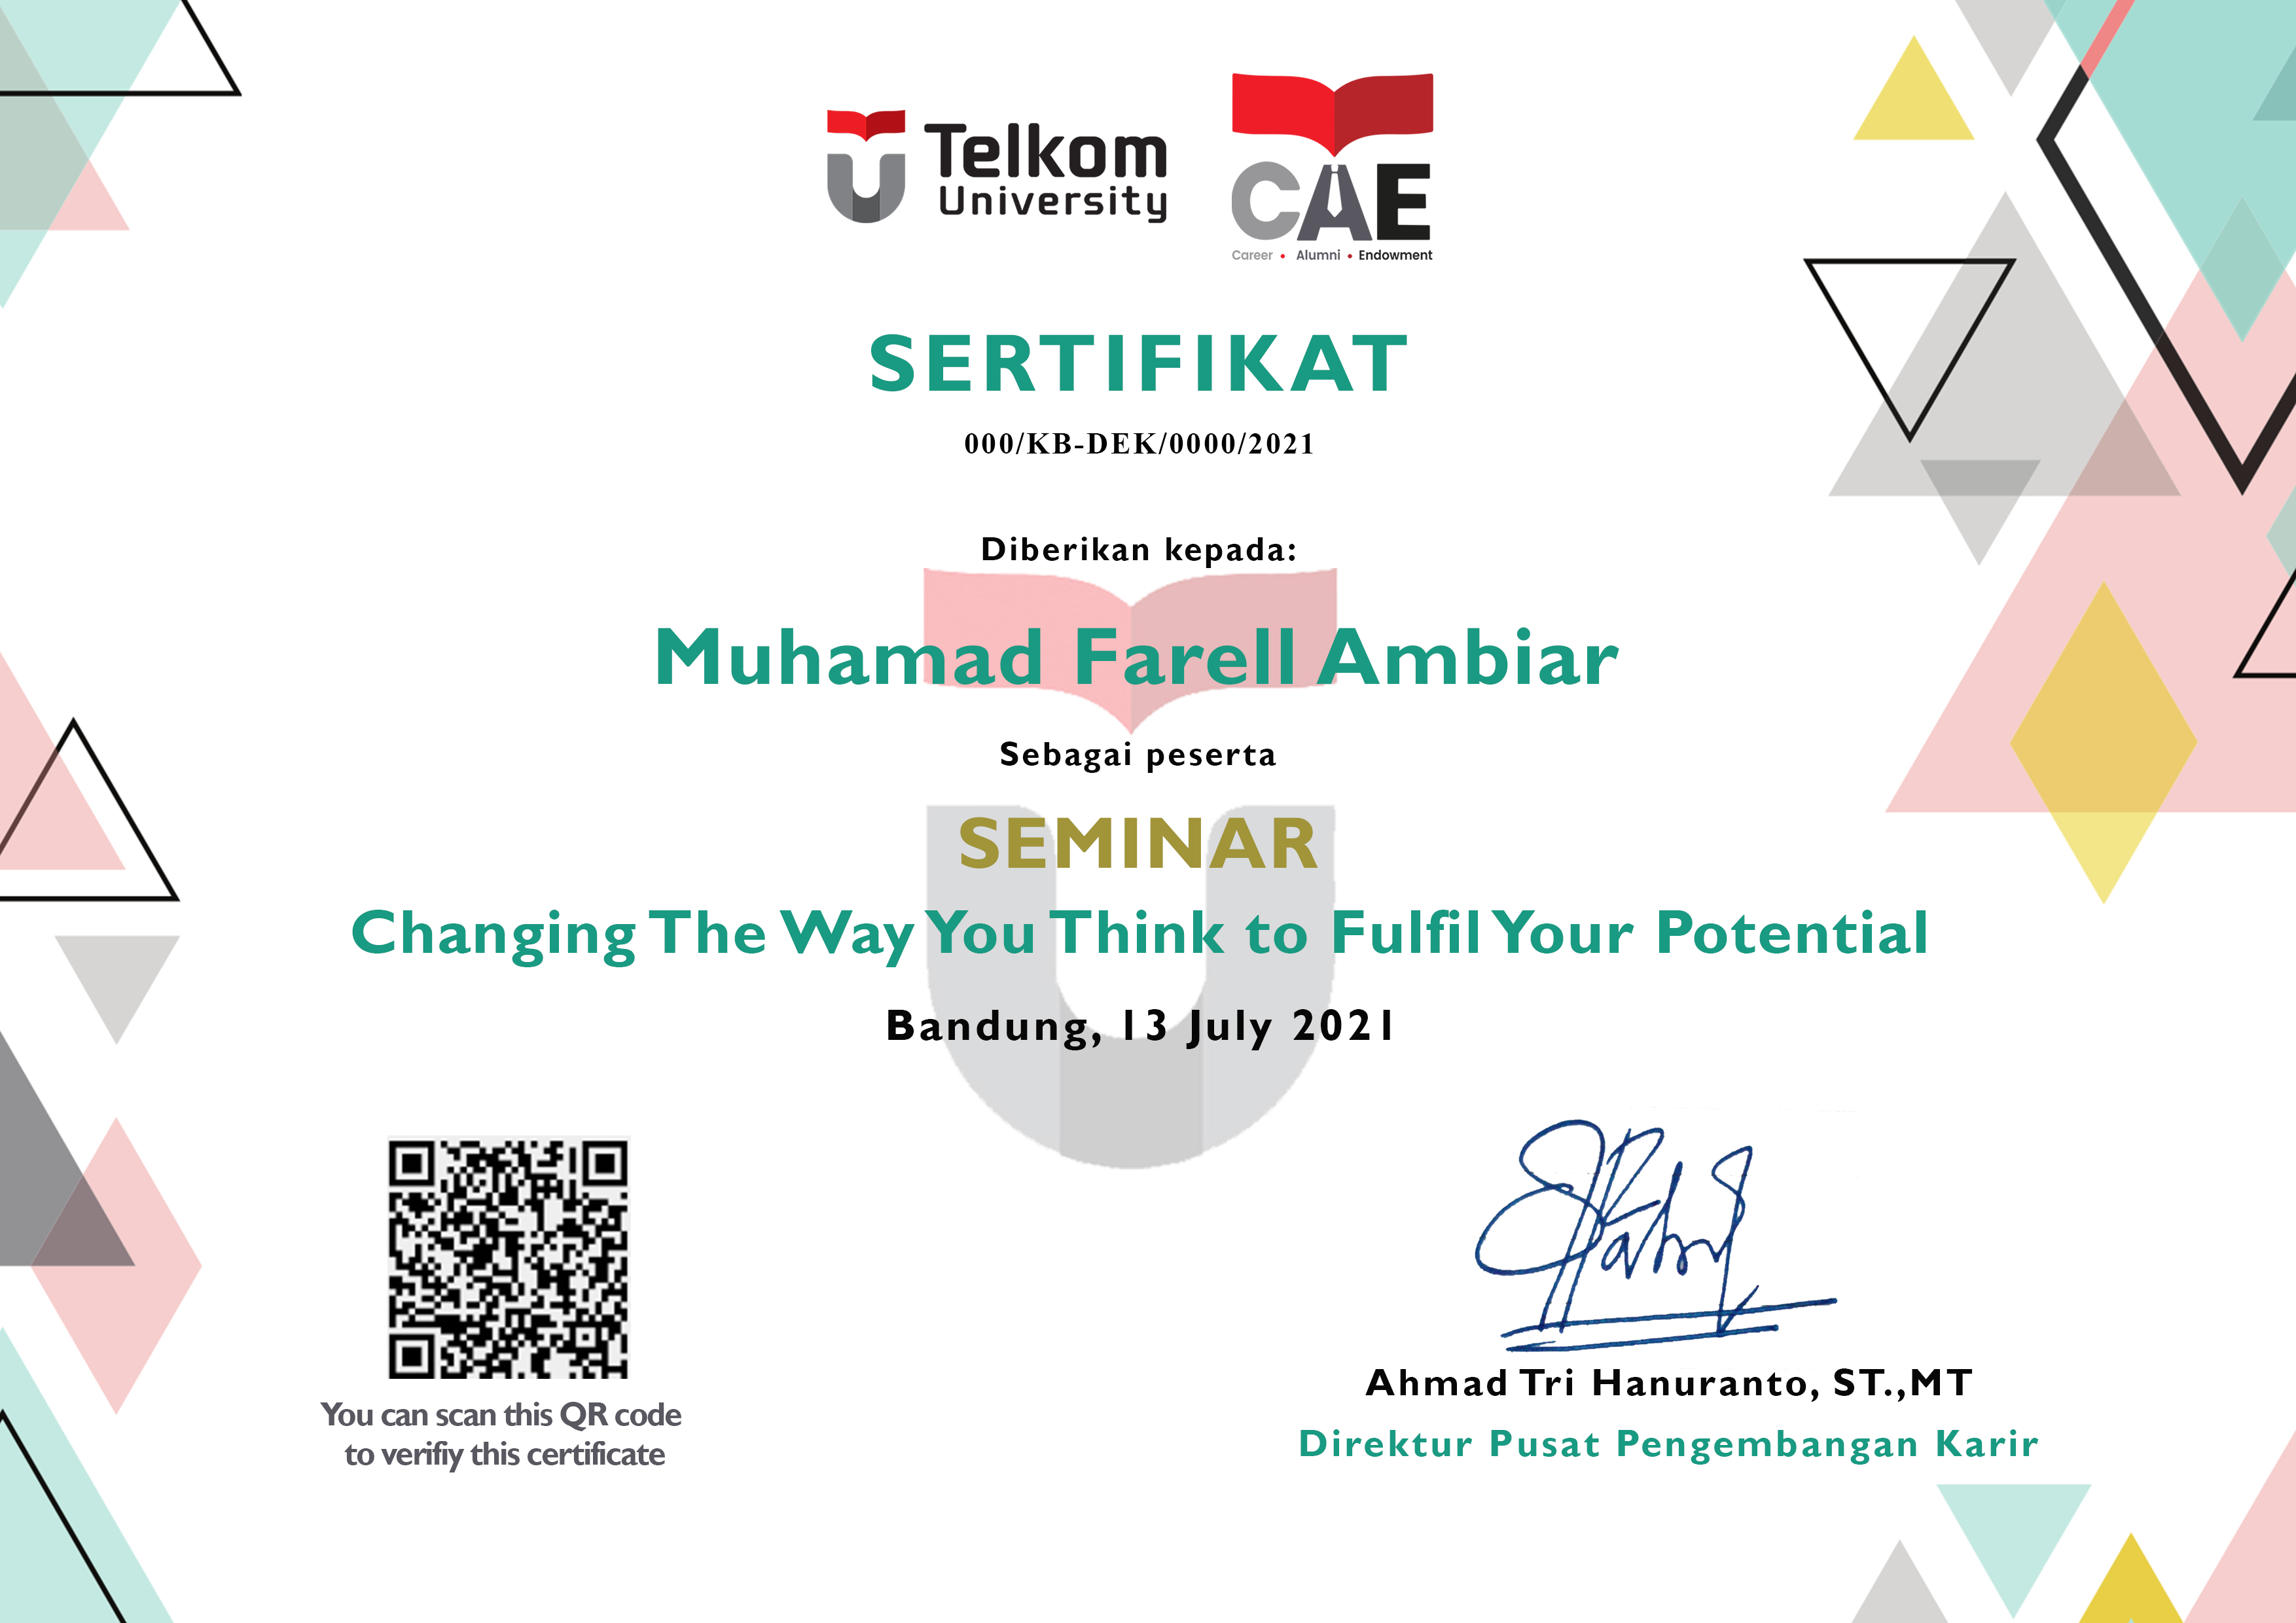 Telkom
University
CAE
Career • Alumni • Endowment
SERTIFIKAT
000/KB-DEK/0000/2021
Diberikan kepada:
Muhamad Farell Ambiar
Sebagai peserta
SEMINAR
Changing The Way You Think to Fulfil Your Potential
Bandung, 13 July 2021
You can scan this QR code
to verifiy this certificate
Ahmad Tri Hanuranto, ST.,MT
Direktur Pusat Pengembangan Karir